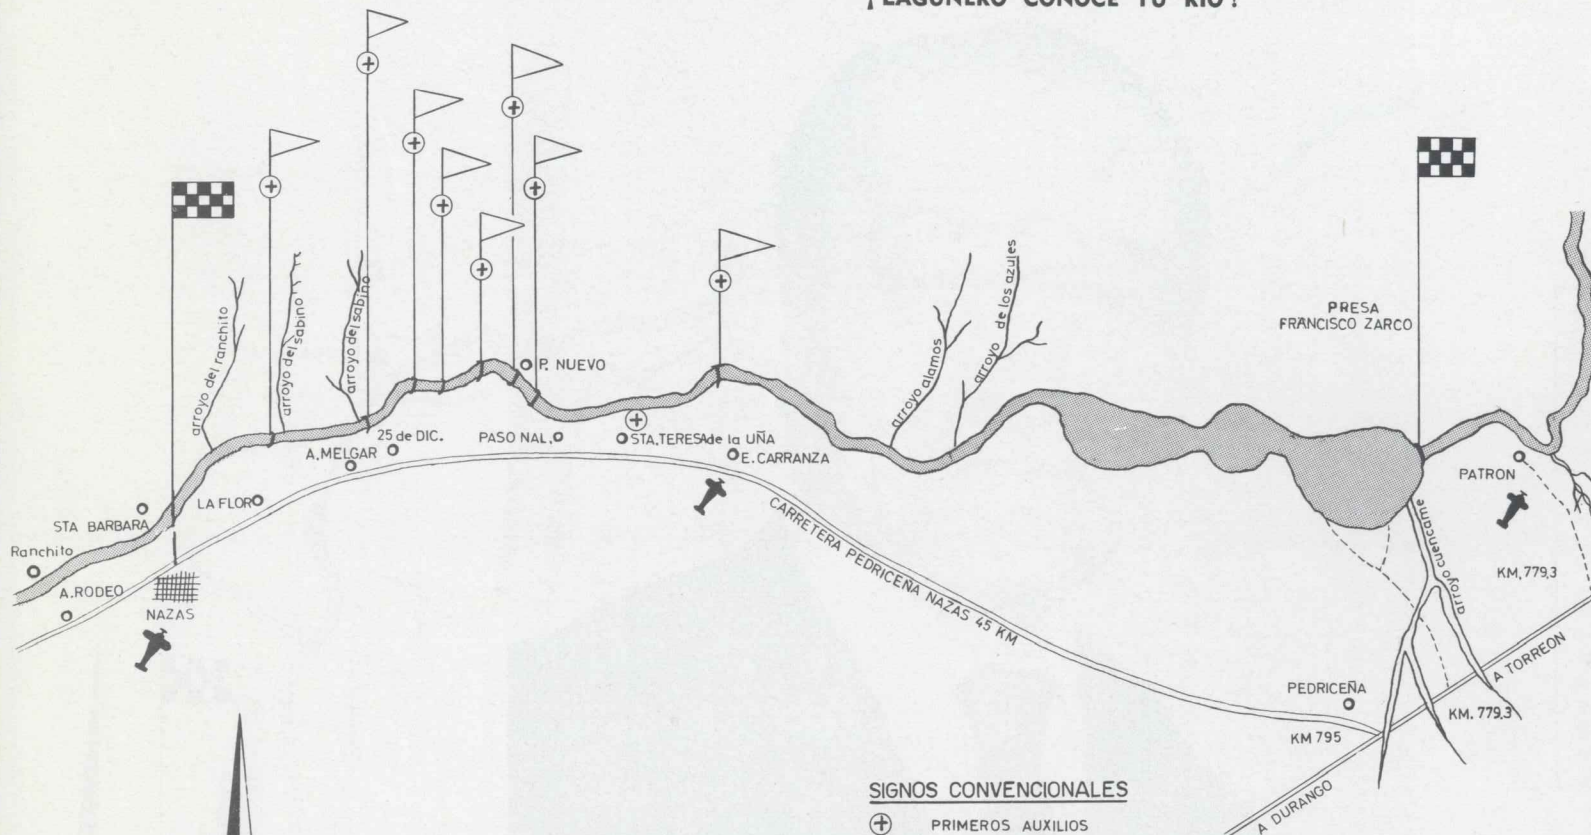 ¡LAGUNERO CONOCE TU RIO!
PRESA
FRANCISCO ZARCO
arroyo del ranchito
arroyo del sabino
arroyo del sabino
arroyo alamos
arroyo de los azules
P. NUEVO
25 de DIC.
PASO NAL.
STA. TERESA de la UÑA
A. MELGAR
E. CARRANZA
PATRON
LA FLOR
STA BARBARA
Ranchito
A. RODEO
NAZAS
CARRETERA PEDRICEÑA NAZAS 45 KM
arroyo cuencame
KM. 779.3
A TORREON
PEDRICEÑA
KM. 779.3
KM 795
A DURANGO
SIGNOS CONVENCIONALES
PRIMEROS AUXILIOS